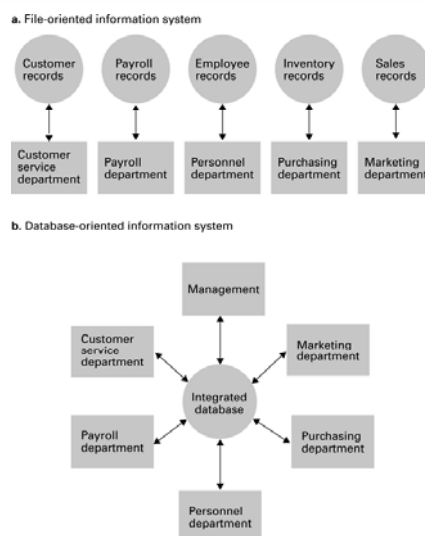 a. File-oriented information system
Customer
records
Payroll
records
Employee
records
Inventory
records
Sales
records
Customer
service
department
Payroll
department
Personnel
department
Purchasing
department
Marketing
department
b. Database-oriented information system
Management
Customer
service
department
Marketing
department
Integrated
database
Payroll
department
Purchasing
department
Personnel
department